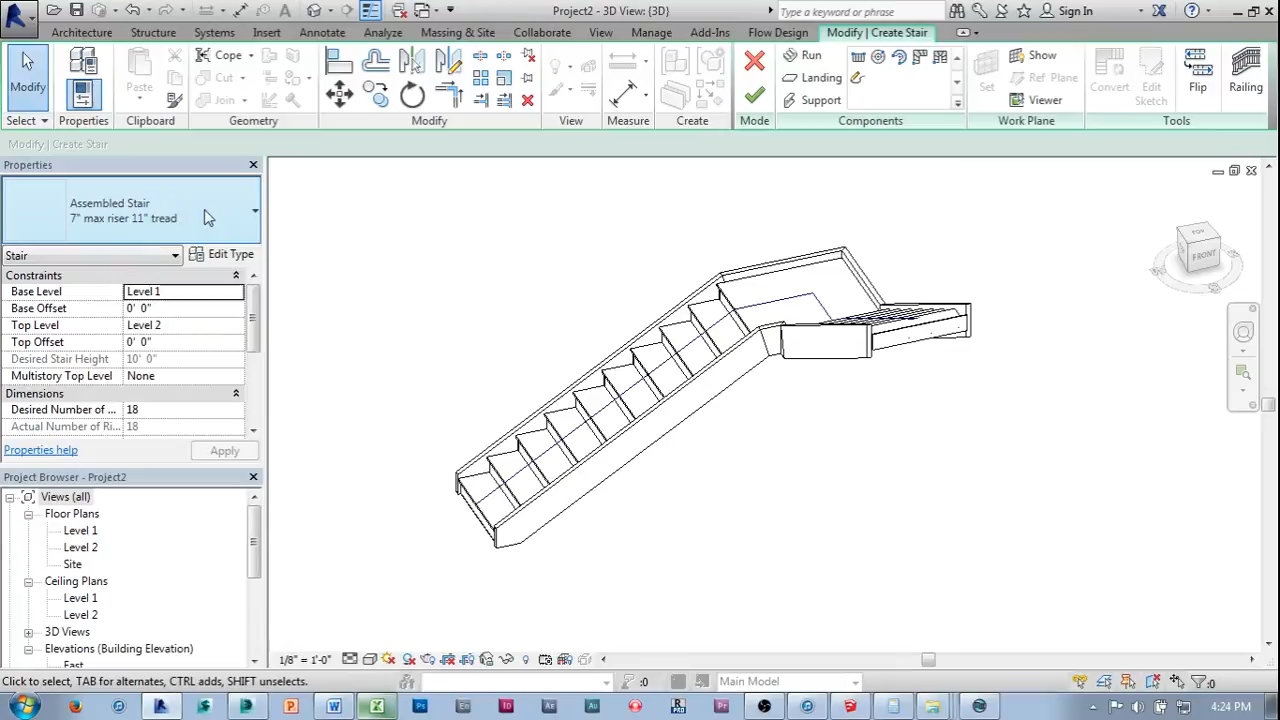 Project2 - 3D View: {3D}
Type a keyword or phrase
Sign In
Architecture Structure Systems Insert Annotate Analyze Massing & Site Collaborate View Manage Add-Ins Flow Design Modify | Create Stair
Modify
Paste
Cope
Cut
Join
Run
Landing
Support
Set
Show
Ref Plane
Viewer
Convert
Edit Sketch
Flip
Railing
Select Properties Clipboard Geometry Modify View Measure Create Mode Components Work Plane Tools
Modify | Create Stair
Properties
Assembled Stair
7" max riser 11" tread
Stair Edit Type
Constraints
Base Level Level 1
Base Offset 0' 0"
Top Level Level 2
Top Offset 0' 0"
Desired Stair Height 10' 0"
Multistory Top Level None
Dimensions
Desired Number of ... 18
Actual Number of Ri... 18
Properties help Apply
Project Browser - Project2
Views (all)
Floor Plans
Level 1
Level 2
Site
Ceiling Plans
Level 1
Level 2
3D Views
Elevations (Building Elevation)
East
TOP
FRONT
1/8" = 1'-0"
Click to select, TAB for alternates, CTRL adds, SHIFT unselects.
:0
Main Model
:0
4:24 PM